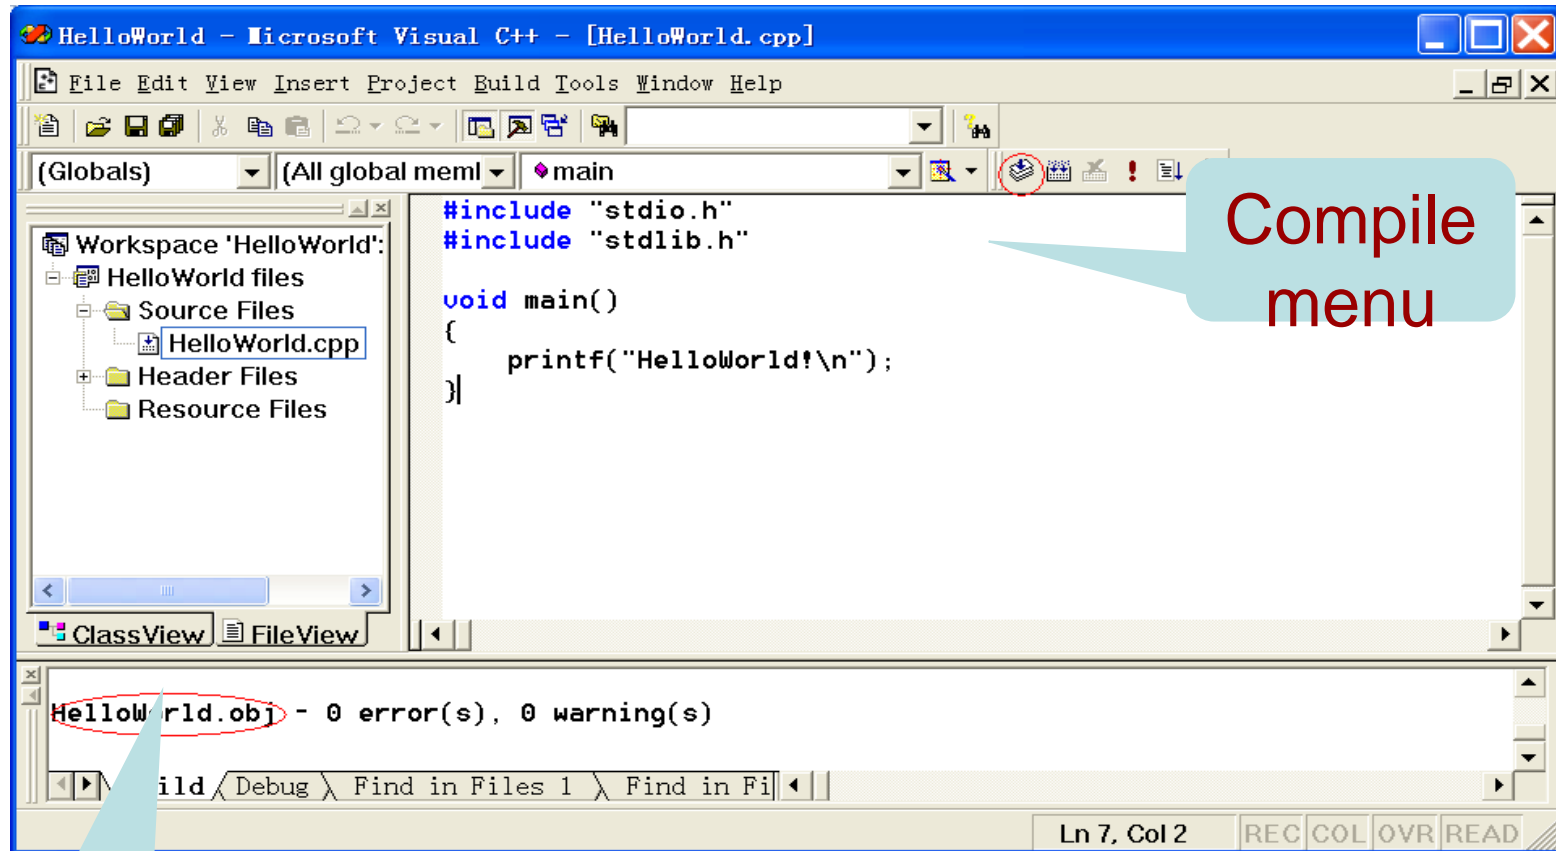 HelloWorld - Microsoft Visual C++ - [HelloWorld.cpp]
File Edit View Insert Project Build Tools Window Help
(Globals) (All global meml main
Workspace 'HelloWorld':
HelloWorld files
Source Files
HelloWorld.cpp
Header Files
Resource Files
ClassView FileView
#include "stdio.h"
#include "stdlib.h"
void main()
{
printf("HelloWorld!\n");
}
Compile
menu
HelloWorld.obj - 0 error(s), 0 warning(s)
ild Debug Find in Files 1 Find in Fi
Ln 7, Col 2 REC COL OVR READ